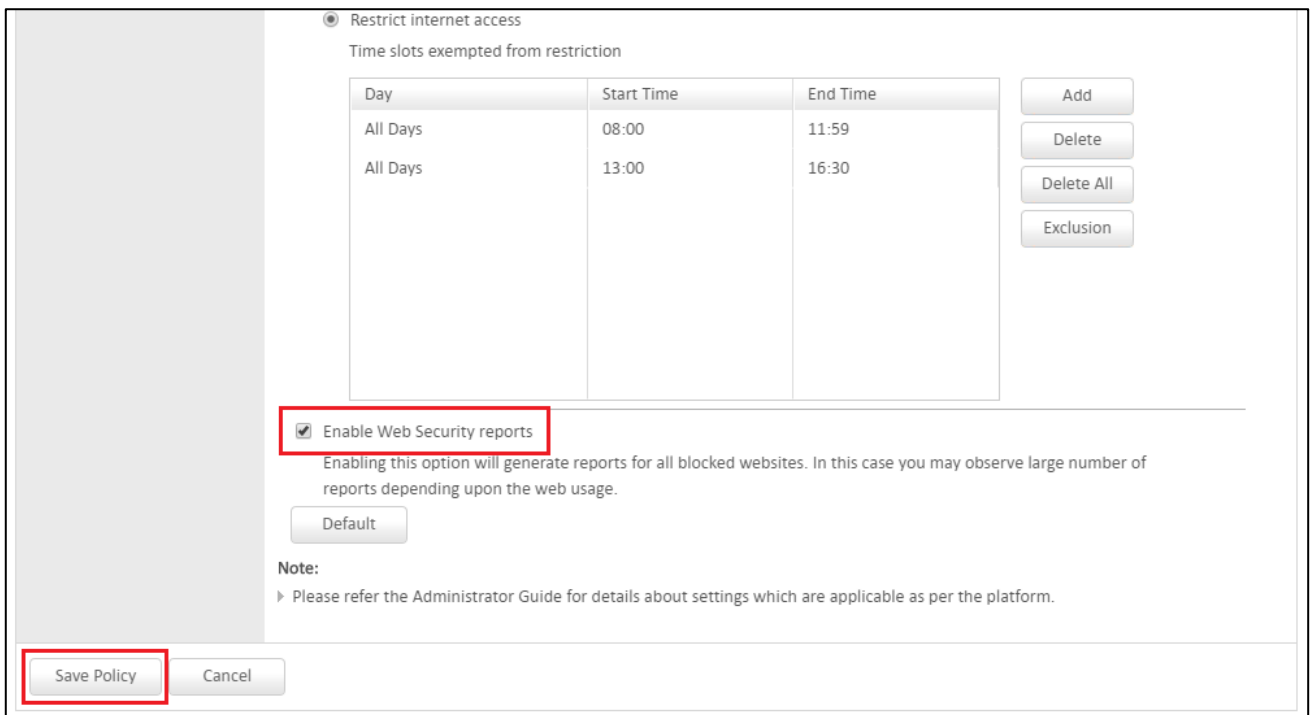 Restrict internet access
Time slots exempted from restriction
Day Start Time End Time
Add
All Days 08:00 11:59
Delete
All Days 13:00 16:30
Delete All
Exclusion
Enable Web Security reports
Enabling this option will generate reports for all blocked websites. In this case you may observe large number of
reports depending upon the web usage.
Default
Note:
Please refer the Administrator Guide for details about settings which are applicable as per the platform.
Save Policy Cancel